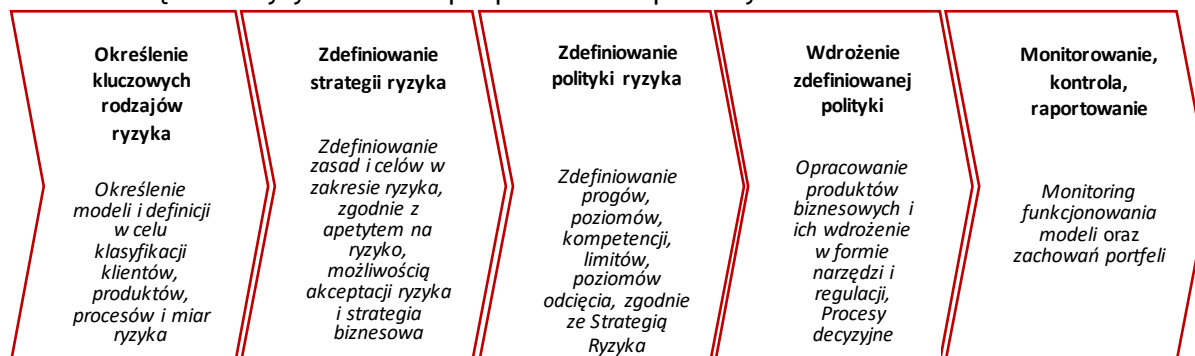 Określenie
kluczowych
rodzajów
ryzyka
Określenie
modeli i definicji
w celu
klasyfikacji
klientów,
produktów,
procesów i miar
ryzyka
Zdefiniowanie
strategii ryzyka
Zdefiniowanie
zasad i celów w
zakresie ryzyka,
zgodnie z
apetytem na
ryzyko,
możliwością
akceptacji ryzyka
i strategia
biznesowa
Zdefiniowanie
polityki ryzyka
Zdefiniowanie
progów,
poziomów,
kompetencji,
limitów,
poziomów
odcięcia, zgodnie
ze Strategią
Ryzyka
Wdrożenie
zdefiniowanej
polityki
Opracowanie
produktów
biznesowych i
ich wdrożenie
w formie
narzędzi i
regulacji,
Procesy
decyzyjne
Monitorowanie,
kontrola,
raportowanie
Monitoring
funkcjonowania
modeli oraz
zachowań portfeli